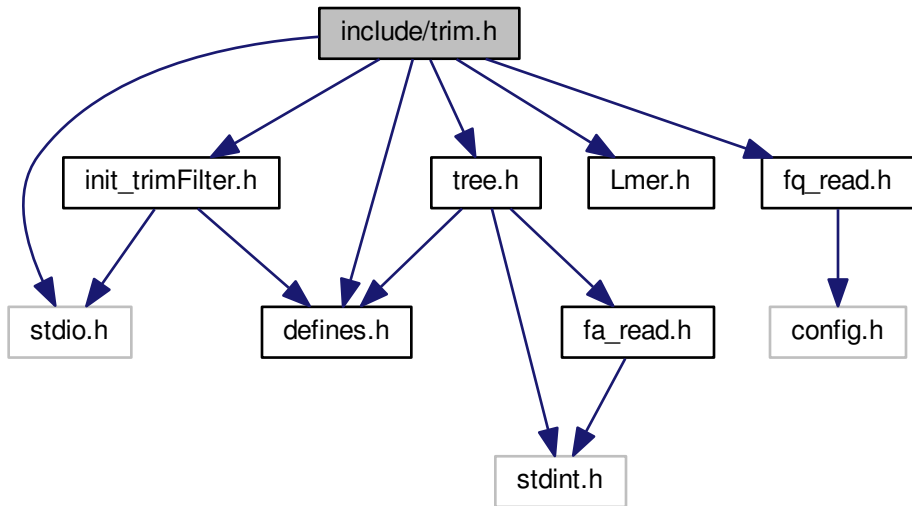 include/trim.h
init_trimFilter.h
tree.h
Lmer.h
fq_read.h
stdio.h
defines.h
fa_read.h
config.h
stdint.h